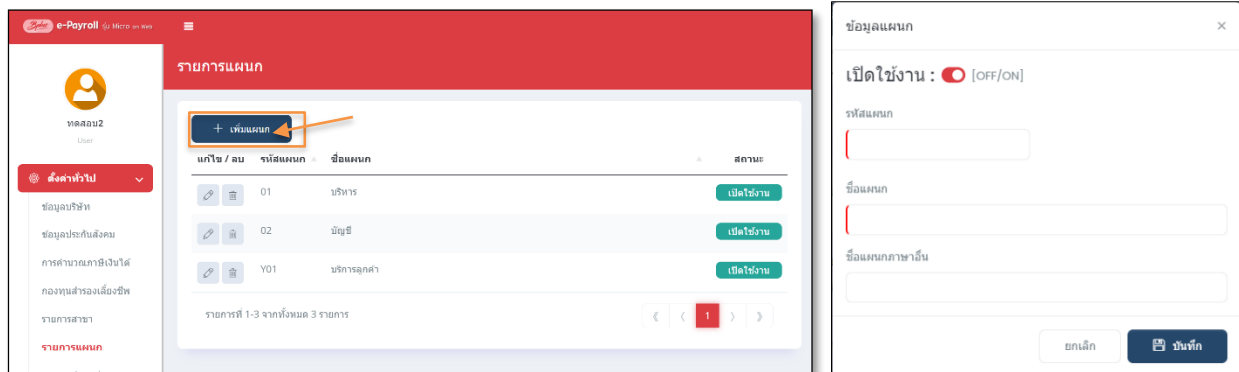 Bplus e-Payroll รุ่น Micro on Web
ทดสอบ2
User
ตั้งค่าทั่วไป
ข้อมูลบริษัท
ข้อมูลประกันสังคม
การคำนวณภาษีเงินได้
กองทุนสำรองเลี้ยงชีพ
รายการสาขา
รายการแผนก
รายการแผนก
+ เพิ่มแผนก
แก้ไข / ลบ รหัสแผนก ชื่อแผนก สถานะ
01 บริหาร เปิดใช้งาน
02 บัญชี เปิดใช้งาน
Y01 บริการลูกค้า เปิดใช้งาน
รายการที่ 1-3 จากทั้งหมด 3 รายการ 1
ข้อมูลแผนก ×
เปิดใช้งาน : [OFF/ON]
รหัสแผนก
ชื่อแผนก
ชื่อแผนกภาษาอื่น
ยกเลิก บันทึก